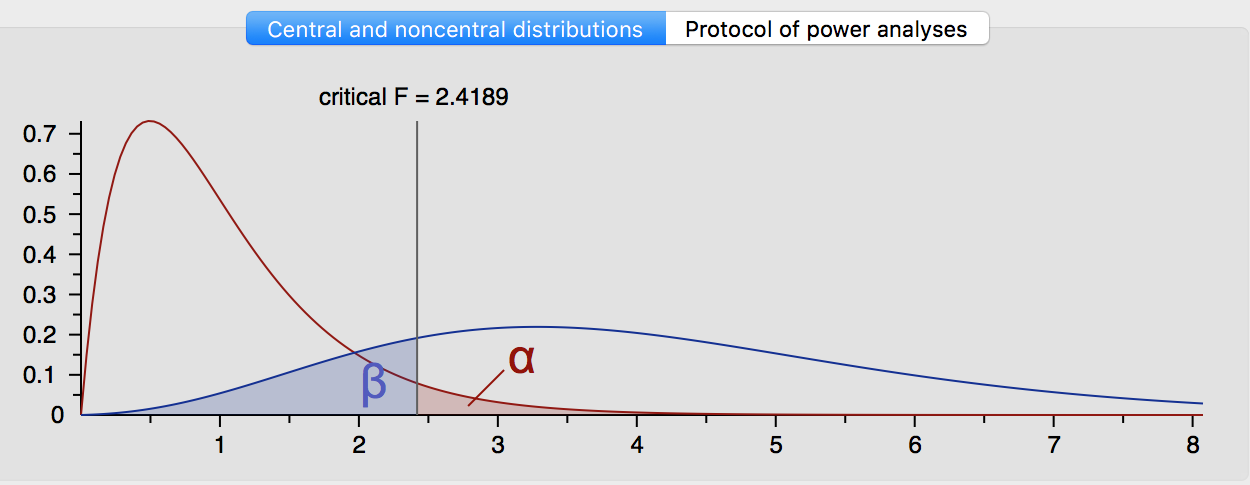 Central and noncentral distributions
Protocol of power analyses
critical F = 2.4189
0.7
0.6
0.5
0.4
0.3
0.2
0.1
0
β
α
1 2 3 4 5 6 7 8